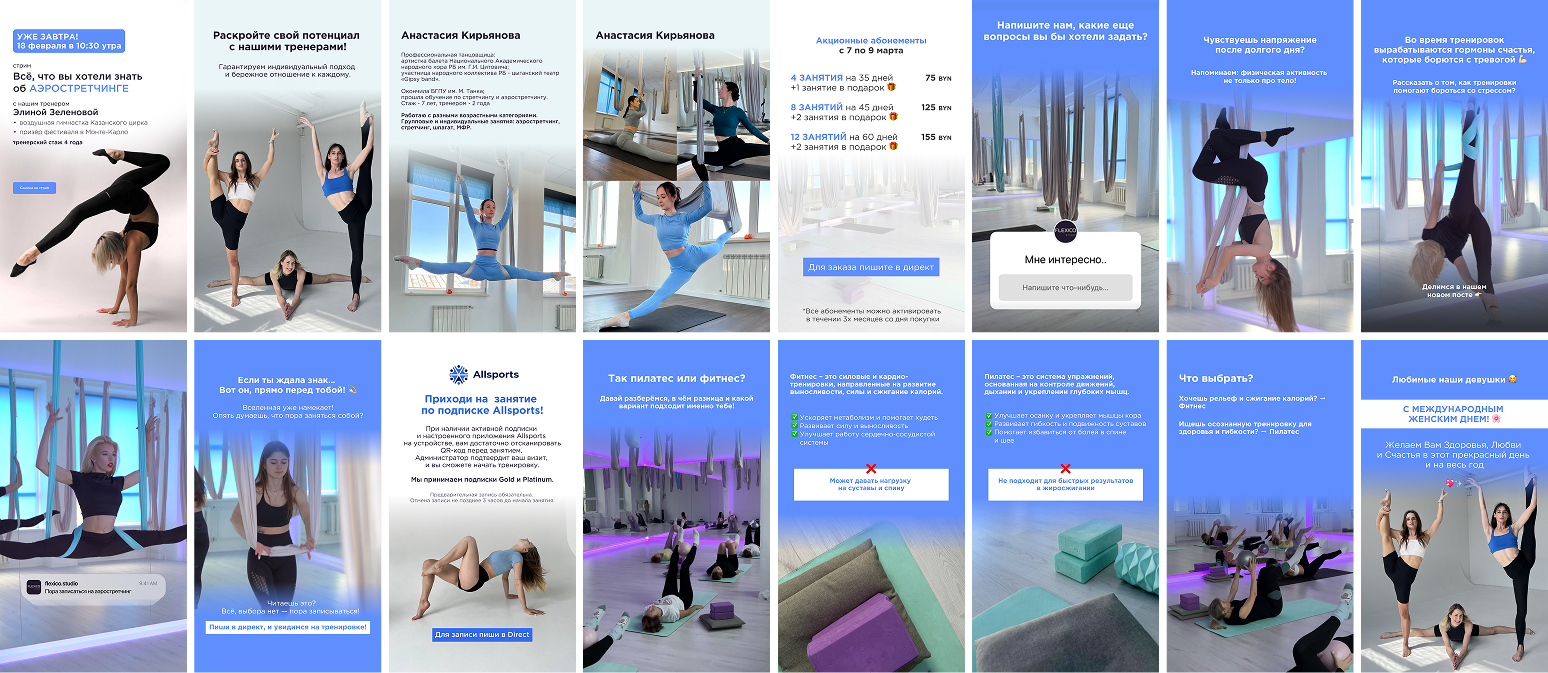 УЖЕ ЗАВТРА!
18 февраля в 10:30 утра
стрим
Всё, что вы хотели знать
об АЭРОСТРЕТЧИНГЕ
с нашим тренером
Элиной Зеленовой
• воздушная гимнастка Казанского цирка
• призёр фестиваля в Монте-Карло
тренерский стаж 4 года
Раскройте свой потенциал
с нашими тренерами!
Гарантируем индивидуальный подход
и бережное отношение к каждому.
Анастасия Кирьянова
Профессиональная танцовщица:
артистка балета Национального Академического
народного хора РБ им. Г.И. Цитовича;
участница народного коллектива РБ - цыганский театр
«Gipsy band».
Окончила БГПУ им. М. Танка;
прошла обучение по стретчингу и аэростретчингу.
Стаж - 7 лет, тренером - 2 года
Работаю с разными возрастными категориями.
Групповые и индивидуальные занятия: аэростретчинг,
стретчинг, шпагат, МФР.
Анастасия Кирьянова
Акционные абонементы
с 7 по 9 марта
4 ЗАНЯТИЯ на 35 дней 75 BYN
+1 занятие в подарок 🎁
8 ЗАНЯТИЙ на 45 дней 125 BYN
+2 занятия в подарок 🎁
12 ЗАНЯТИЙ на 60 дней 155 BYN
+2 занятия в подарок 🎁
Для заказа пишите в директ
*Все абонементы можно активировать
в течении 3х месяцев со дня покупки
Напишите нам, какие еще
вопросы вы бы хотели задать?
FLEXICO
Мне интересно..
Напишите что-нибудь...
Чувствуешь напряжение
после долгого дня?
Напоминаем: физическая активность
не только про тело!
Во время тренировок
вырабатываются гормоны счастья,
которые борются с тревогой 💪
Рассказать о том, как тренировки
помогают бороться со стрессом?
Делимся в нашем
новом посте
flexico.studio 9:41 AM
Пора записаться на аэростретчинг
Если ты ждала знак...
Вот он, прямо перед тобой! 💫
Вселенная уже намекает!
Опять думаешь, что пора заняться собой?
Читаешь это?
Всё, выбора нет — пора записываться!
Пиши в директ, и увидимся на тренировке!
Allsports
Приходи на занятие
по подписке Allsports!
При наличии активной подписки
и настроенного приложения Allsports
на устройстве, вам достаточно отсканировать
QR-код перед занятием.
Администратор подтвердит ваш визит,
и вы сможете начать тренировку.
Мы принимаем подписки Gold и Platinum.
Предварительная запись обязательна.
Отмена записи не позднее 3 часов до начала занятия.
Для записи пиши в Direct
Так пилатес или фитнес?
Давай разберёмся, в чём разница и какой
вариант подходит именно тебе!
Фитнес – это силовые и кардио-
тренировки, направленные на развитие
выносливости, силы и сжигание калорий.
✅ Ускоряет метаболизм и помогает худеть
✅ Развивает силу и выносливость
✅ Улучшает работу сердечно-сосудистой
системы
❌
Может давать нагрузку
на суставы и спину
Пилатес – это система упражнений,
основанная на контроле движений,
дыхании и укреплении глубоких мышц.
✅ Улучшает осанку и укрепляет мышцы кора
✅ Развивает гибкость и подвижность суставов
✅ Помогает избавиться от болей в спине
и шее
❌
Не подходит для быстрых результатов
в жиросжигании
Что выбрать?
Хочешь рельеф и сжигание калорий? →
Фитнес
Ищешь осознанную тренировку для
здоровья и гибкости? → Пилатес
Любимые наши девушки
С МЕЖДУНАРОДНЫМ
ЖЕНСКИМ ДНЕМ! 🌸
Желаем Вам Здоровья, Любви
и Счастья в этот прекрасный день
и на весь год
💖✨